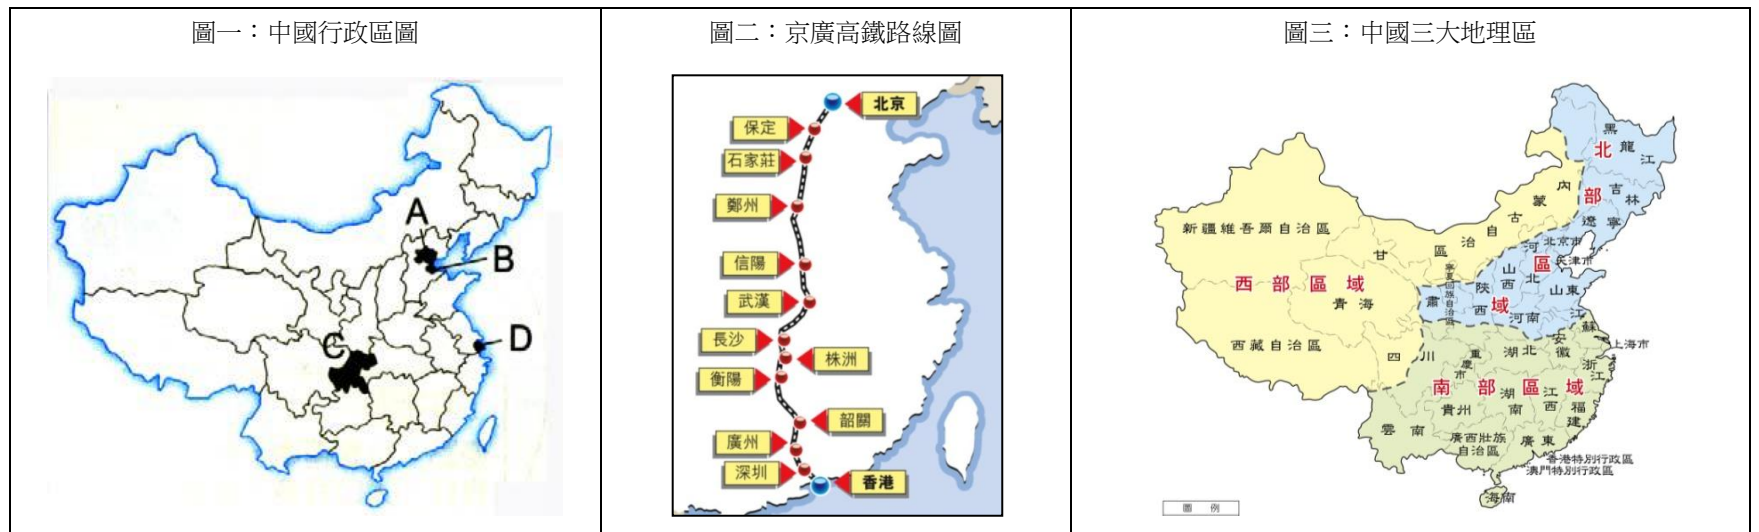 圖一：中國行政區圖
A
B
C
D
圖二：京廣高鐵路線圖
北京
保定
石家莊
鄭州
信陽
武漢
長沙
株洲
衡陽
韶關
廣州
深圳
香港
圖三：中國三大地理區
黑龍江
吉林
遼寧
內蒙古自治區
北部區域
新疆維吾爾自治區
甘肅
寧夏回族自治區
北京市
天津市
河北
山西
山東
陝西
河南
西部區域
青海
西藏自治區
四川
重慶市
湖北
安徽
江蘇
上海市
浙江
南部區域
湖南
江西
福建
貴州
雲南
廣西壯族
自治區
廣東
香港特別行政區
澳門特別行政區
海南
圖例